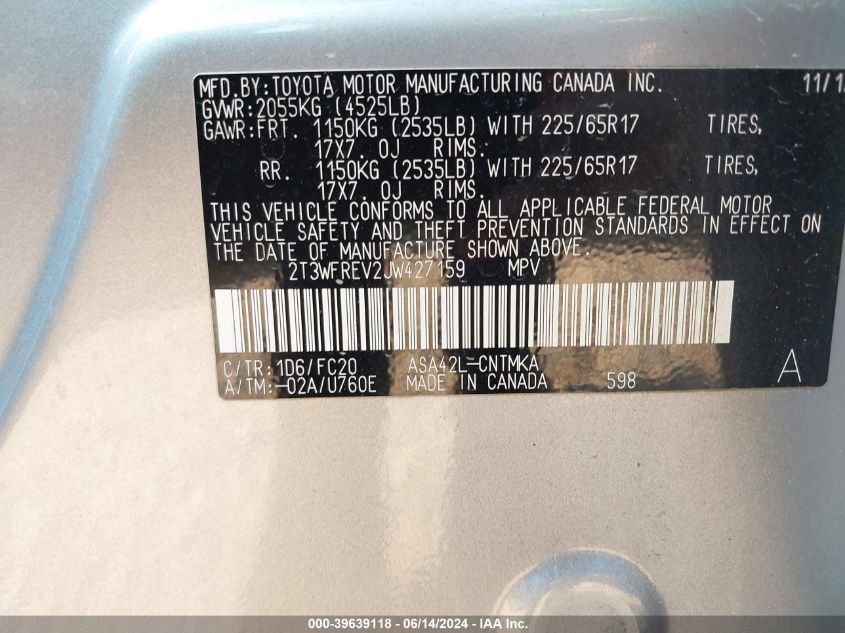 MFD.BY:TOYOTA MOTOR MANUFACTURING CANADA INC. 11/1
GVWR:2055KG (4525LB)
GAWR:FRT. 1150KG (2535LB) WITH 225/65R17 TIRES,
17X7. 0J RIMS.
RR. 1150KG (2535LB) WITH 225/65R17 TIRES,
17X7. 0J RIMS.
THIS VEHICLE CONFORMS TO ALL APPLICABLE FEDERAL MOTOR
VEHICLE SAFETY AND THEFT PREVENTION STANDARDS IN EFFECT ON
THE DATE OF MANUFACTURE SHOWN ABOVE.
2T3WFREV2JW427159 MPV
C/TR:1D6/FC20 ASA42L-CNTMKA
A/TM:-02A/U760E MADE IN CANADA 598 A
000-39639118 - 06/14/2024 - IAA Inc.